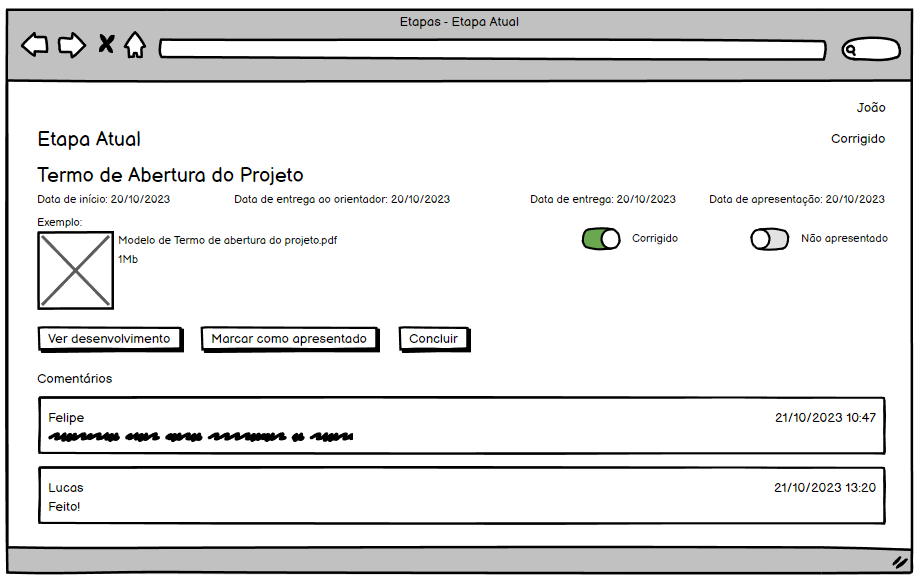 Etapas - Etapa Atual
João
Etapa Atual
Corrigido
Termo de Abertura do Projeto
Data de início: 20/10/2023
Data de entrega ao orientador: 20/10/2023
Data de entrega: 20/10/2023
Data de apresentação: 20/10/2023
Exemplo:
Modelo de Termo de abertura do projeto.pdf
1Mb
Corrigido
Não apresentado
Ver desenvolvimento
Marcar como apresentado
Concluir
Comentários
Felipe
21/10/2023 10:47
Lucas
21/10/2023 13:20
Feito!